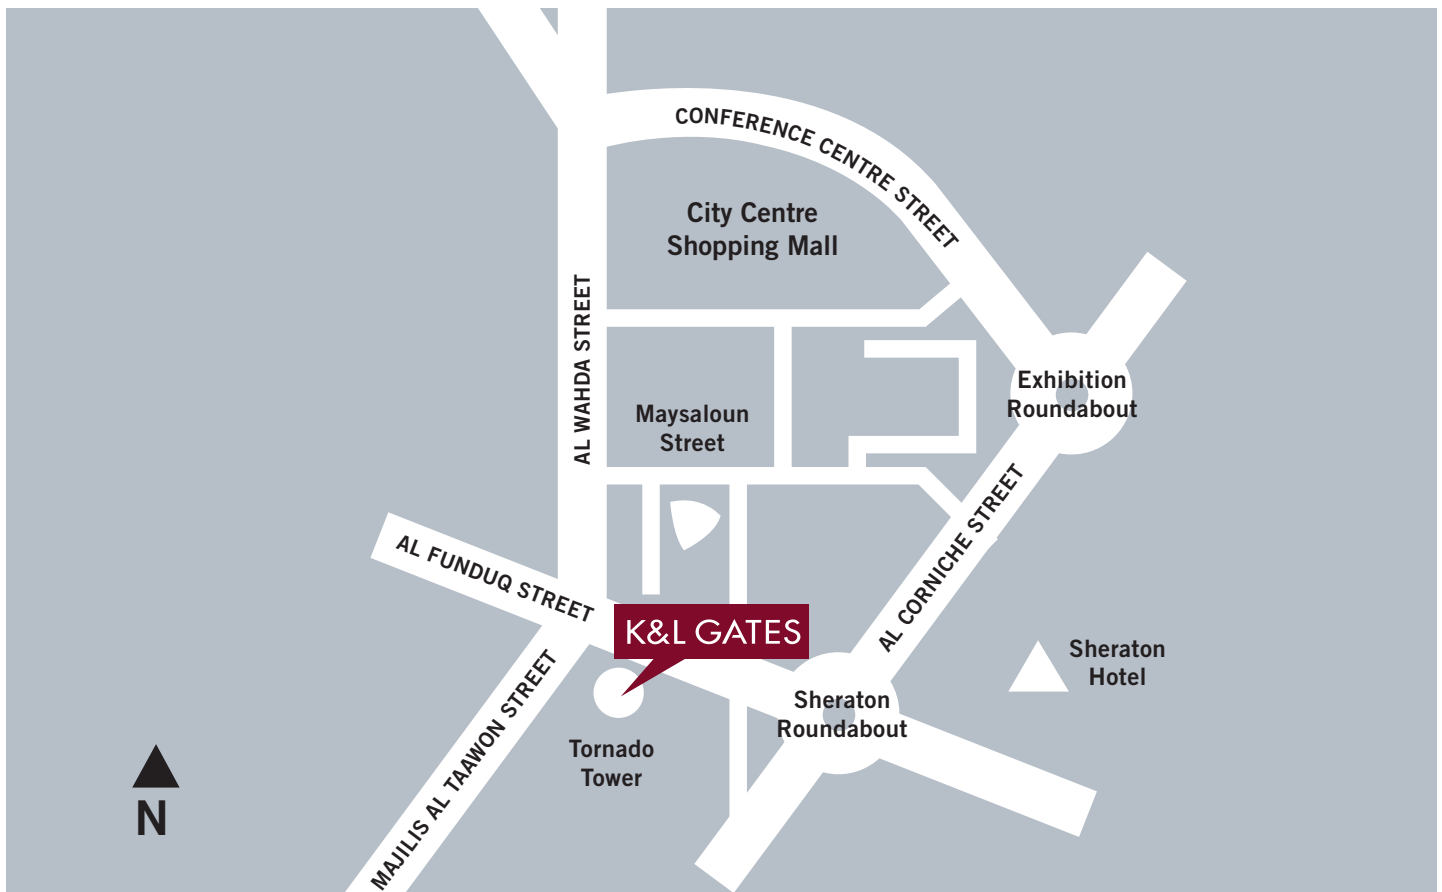 CONFERENCE CENTRE STREET
City Centre
Shopping Mall
AL WAHDA STREET
Exhibition
Roundabout
Maysaloun
Street
AL CORNICHE STREET
AL FUNDUQ STREET
K&L GATES
Sheraton
Hotel
MAJILIS AL TAAWON STREET
Sheraton
Roundabout
Tornado
Tower
N